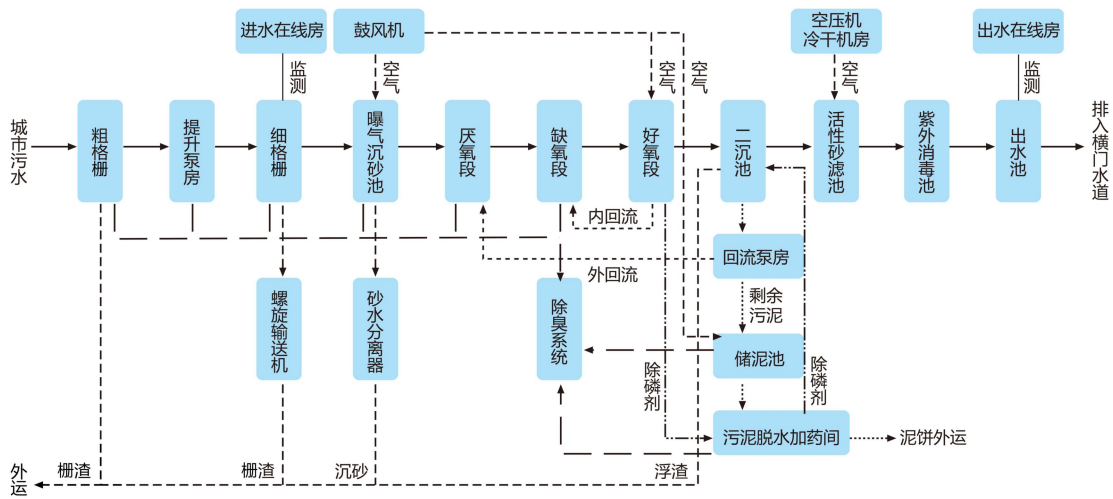 进水在线房
鼓风机
空压机
冷干机房
出水在线房
监测
空气
空气
空气
空气
监测
城市污水
粗格栅
提升泵房
细格栅
曝气沉砂池
厌氧段
缺氧段
好氧段
二沉池
活性砂滤池
紫外消毒池
出水池
排入横门水道
内回流
外回流
回流泵房
螺旋输送机
砂水分离器
除臭系统
剩余
污泥
储泥池
除磷剂
除磷剂
污泥脱水加药间
泥饼外运
外运
栅渣
栅渣
沉砂
浮渣